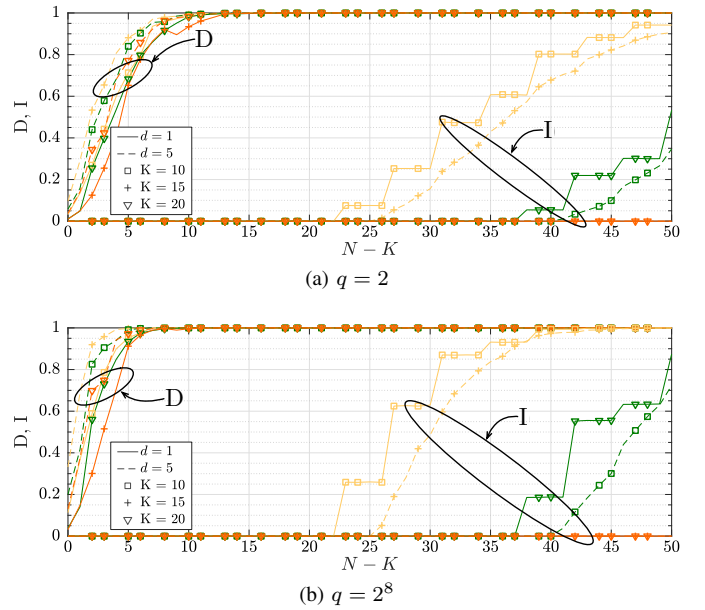 1
0.8
0.6
0.4
0.2
0
D, I
D
I
d = 1
d = 5
K = 10
K = 15
K = 20
0 5 10 15 20 25 30 35 40 45 50
N − K
(a) q = 2
1
0.8
0.6
0.4
0.2
0
D, I
D
I
d = 1
d = 5
K = 10
K = 15
K = 20
0 5 10 15 20 25 30 35 40 45 50
N − K
(b) q = 2⁸